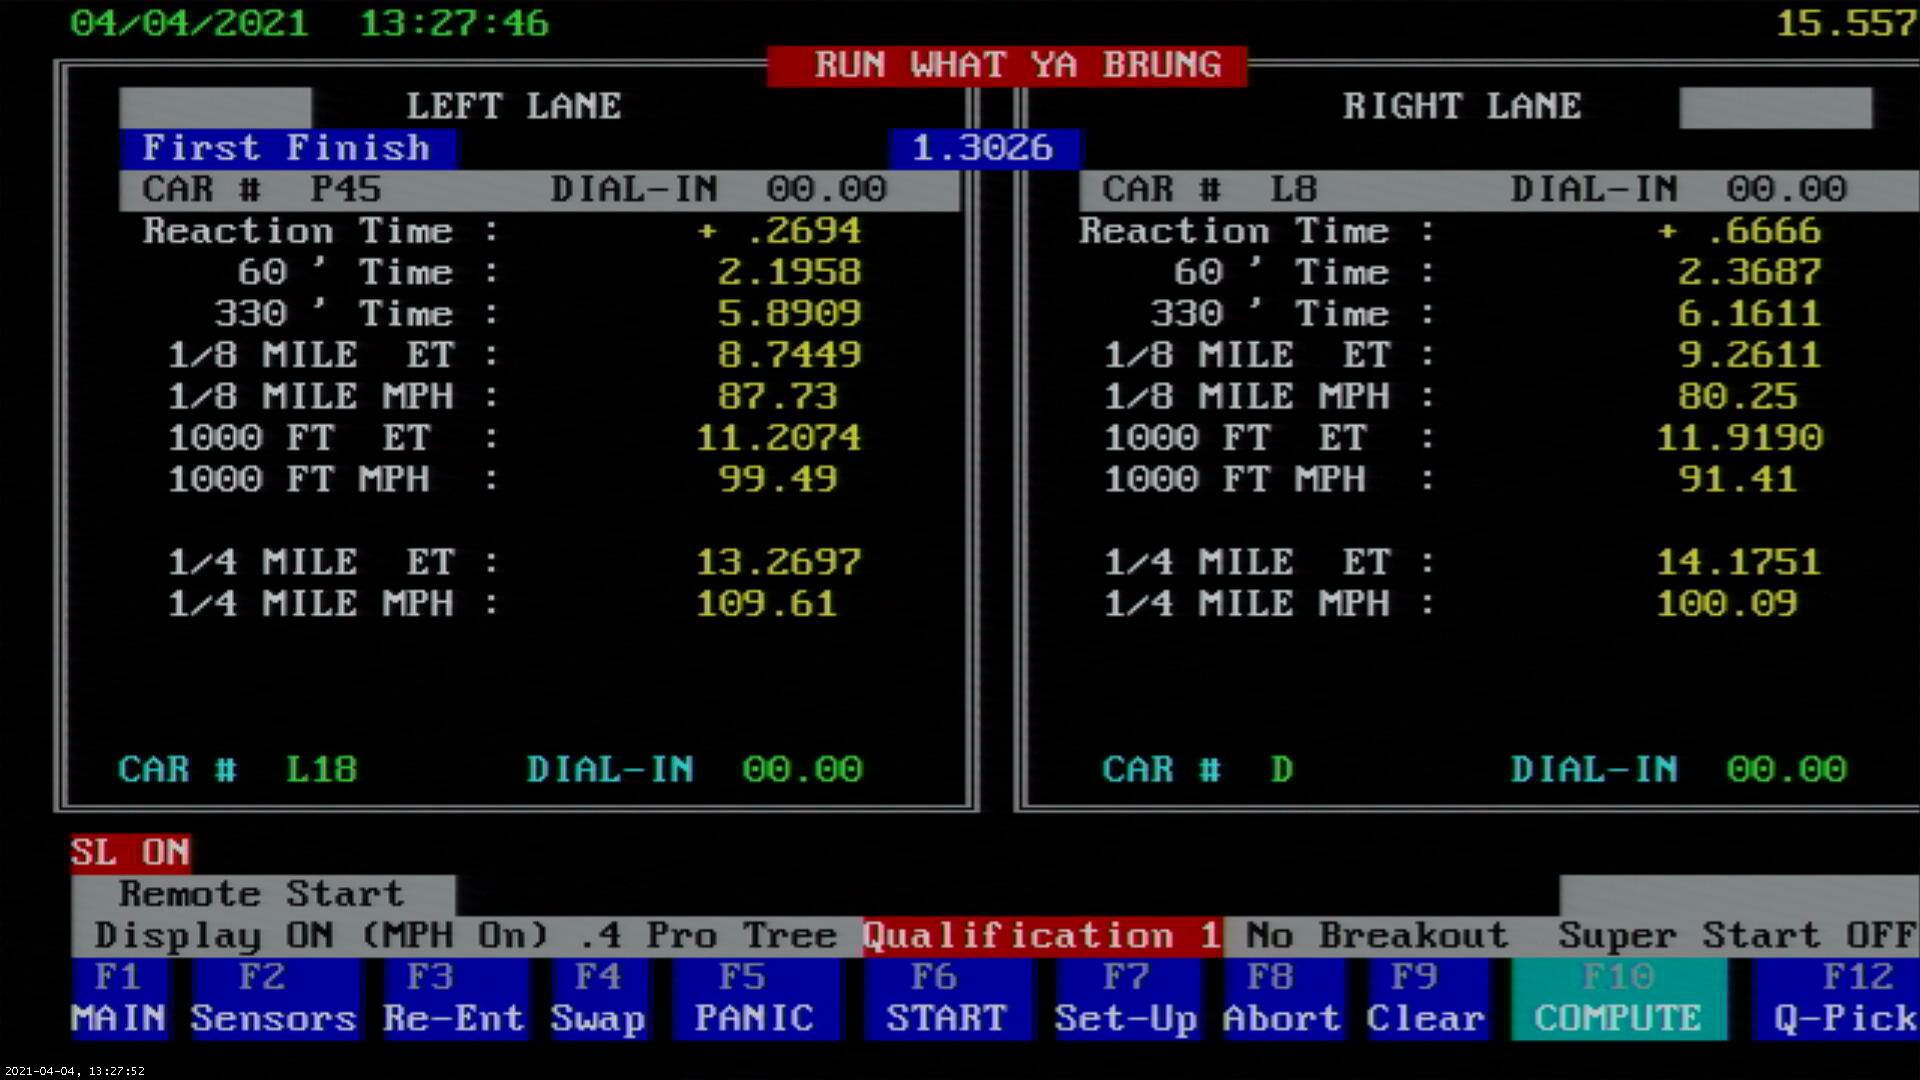 04/04/2021 13:27:46 15.557
RUN WHAT YA BRUNG
LEFT LANE RIGHT LANE
First Finish 1.3026
CAR # P45 DIAL-IN 00.00 CAR # L8 DIAL-IN 00.00
Reaction Time : + .2694 Reaction Time : + .6666
60 ' Time : 2.1958 60 ' Time : 2.3687
330 ' Time : 5.8909 330 ' Time : 6.1611
1/8 MILE ET : 8.7449 1/8 MILE ET : 9.2611
1/8 MILE MPH : 87.73 1/8 MILE MPH : 80.25
1000 FT ET : 11.2074 1000 FT ET : 11.9190
1000 FT MPH : 99.49 1000 FT MPH : 91.41
1/4 MILE ET : 13.2697 1/4 MILE ET : 14.1751
1/4 MILE MPH : 109.61 1/4 MILE MPH : 100.09
CAR # L18 DIAL-IN 00.00 CAR # D DIAL-IN 00.00
SL ON
Remote Start
Display ON (MPH On) .4 Pro Tree Qualification 1 No Breakout Super Start OFF
F1 F2 F3 F4 F5 F6 F7 F8 F9 F10 F12
MAIN Sensors Re-Ent Swap PANIC START Set-Up Abort Clear COMPUTE Q-Pick
2021-04-04, 13:27:52